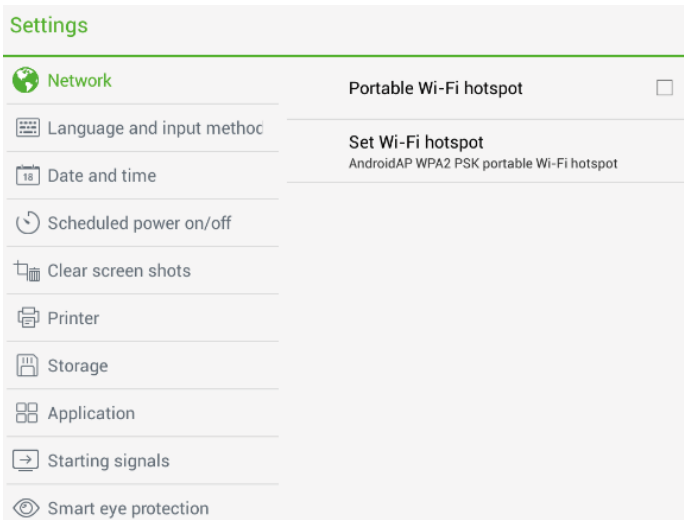 Settings
Network
Language and input method
Date and time
18
Scheduled power on/off
Clear screen shots
Printer
Storage
Application
Starting signals
Smart eye protection
Portable Wi-Fi hotspot
Set Wi-Fi hotspot
AndroidAP WPA2 PSK portable Wi-Fi hotspot